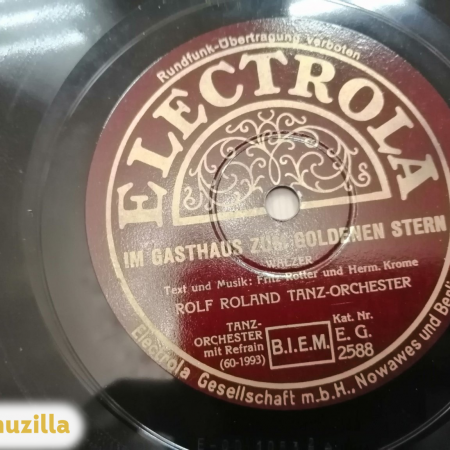 Rundfunk-Übertragung verboten
ELECTROLA
IM GASTHAUS ZUM GOLDENEN STERN
WALZER
Text und Musik: Fritz Rotter und Herm. Krome
ROLF ROLAND TANZ-ORCHESTER
TANZ-
ORCHESTER
mit Refrain
(60-1993)
B.I.E.M.
Kat. Nr.
E. G.
2588
Electrola Gesellschaft m.b.H., Nowawes und Berl
auzilla